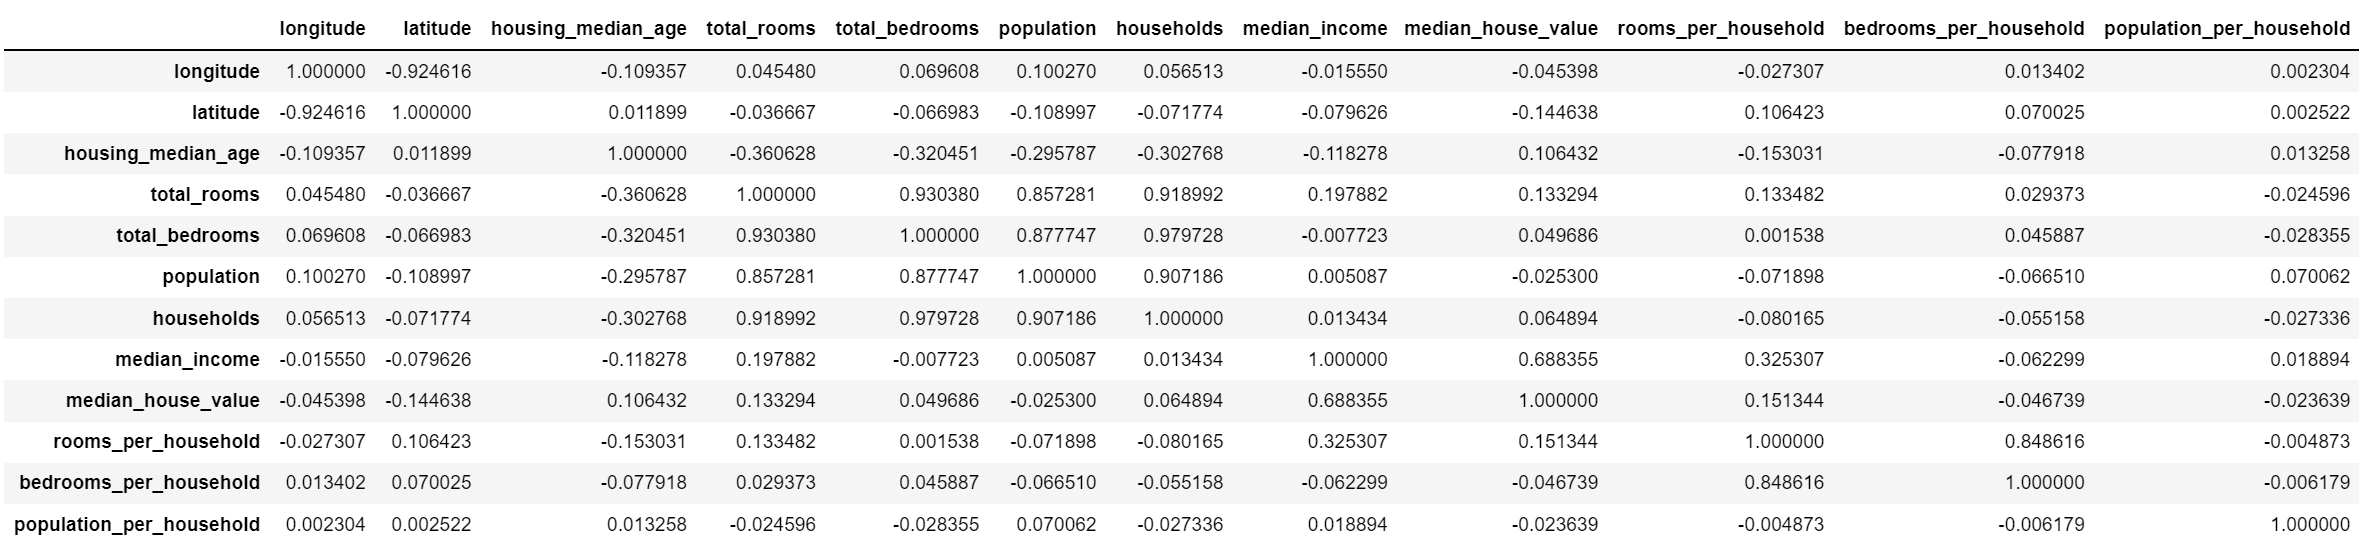 longitude latitude housing_median_age total_rooms total_bedrooms population households median_income median_house_value rooms_per_household bedrooms_per_household population_per_household
longitude 1.000000 -0.924616 -0.109357 0.045480 0.069608 0.100270 0.056513 -0.015550 -0.045398 -0.027307 0.013402 0.002304
latitude -0.924616 1.000000 0.011899 -0.036667 -0.066983 -0.108997 -0.071774 -0.079626 -0.144638 0.106423 0.070025 0.002522
housing_median_age -0.109357 0.011899 1.000000 -0.360628 -0.320451 -0.295787 -0.302768 -0.118278 0.106432 -0.153031 -0.077918 0.013258
total_rooms 0.045480 -0.036667 -0.360628 1.000000 0.930380 0.857281 0.918992 0.197882 0.133294 0.133482 0.029373 -0.024596
total_bedrooms 0.069608 -0.066983 -0.320451 0.930380 1.000000 0.877747 0.979728 -0.007723 0.049686 0.001538 0.045887 -0.028355
population 0.100270 -0.108997 -0.295787 0.857281 0.877747 1.000000 0.907186 0.005087 -0.025300 -0.071898 -0.066510 0.070062
households 0.056513 -0.071774 -0.302768 0.918992 0.979728 0.907186 1.000000 0.013434 0.064894 -0.080165 -0.055158 -0.027336
median_income -0.015550 -0.079626 -0.118278 0.197882 -0.007723 0.005087 0.013434 1.000000 0.688355 0.325307 -0.062299 0.018894
median_house_value -0.045398 -0.144638 0.106432 0.133294 0.049686 -0.025300 0.064894 0.688355 1.000000 0.151344 -0.046739 -0.023639
rooms_per_household -0.027307 0.106423 -0.153031 0.133482 0.001538 -0.071898 -0.080165 0.325307 0.151344 1.000000 0.848616 -0.004873
bedrooms_per_household 0.013402 0.070025 -0.077918 0.029373 0.045887 -0.066510 -0.055158 -0.062299 -0.046739 0.848616 1.000000 -0.006179
population_per_household 0.002304 0.002522 0.013258 -0.024596 -0.028355 0.070062 -0.027336 0.018894 -0.023639 -0.004873 -0.006179 1.000000